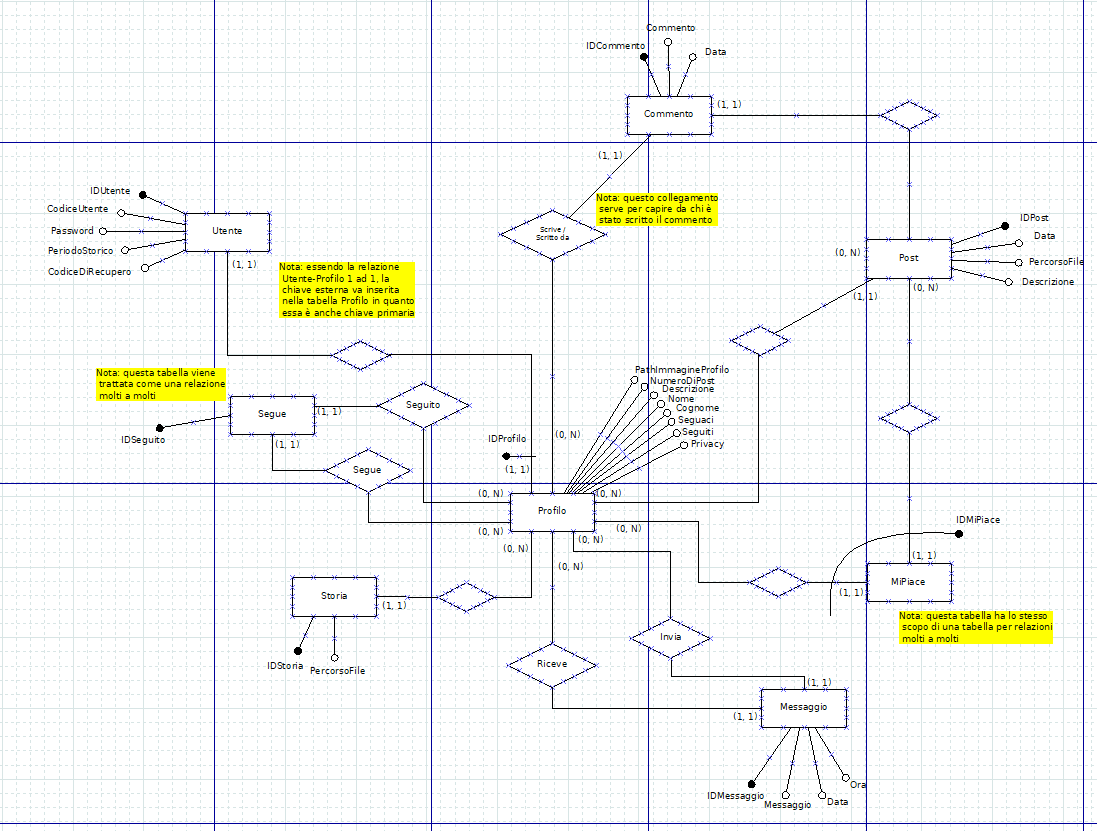 Commento
IDCommento
Data
Commento
(1, 1)
(1, 1)
Nota: questo collegamento
serve per capire da chi è
stato scritto il commento
Scrive /
Scritto da
IDUtente
CodiceUtente
Password
PeriodoStorico
CodiceDiRecupero
Utente
(1, 1)
Nota: essendo la relazione
Utente-Profilo 1 ad 1, la
chiave esterna va inserita
nella tabella Profilo in quanto
essa è anche chiave primaria
IDPost
Data
PercorsoFile
Descrizione
Post
(0, N)
(0, N)
(1, 1)
Nota: questa tabella viene
trattata come una relazione
molti a molti
Segue
(1, 1)
(1, 1)
IDSeguito
Seguito
Segue
PathImmagineProfilo
NumeroDiPost
Descrizione
Nome
Cognome
Seguaci
Seguiti
Privacy
IDProfilo
(0, N)
(1, 1)
(0, N)
(0, N)
Profilo
(0, N)
(0, N)
(0, N)
(0, N)
(0, N)
IDMiPiace
(1, 1)
MiPiace
(1, 1)
Nota: questa tabella ha lo stesso
scopo di una tabella per relazioni
molti a molti
Storia
(1, 1)
IDStoria
PercorsoFile
Invia
Riceve
(1, 1)
Messaggio
(1, 1)
IDMessaggio
Messaggio
Data
Ora